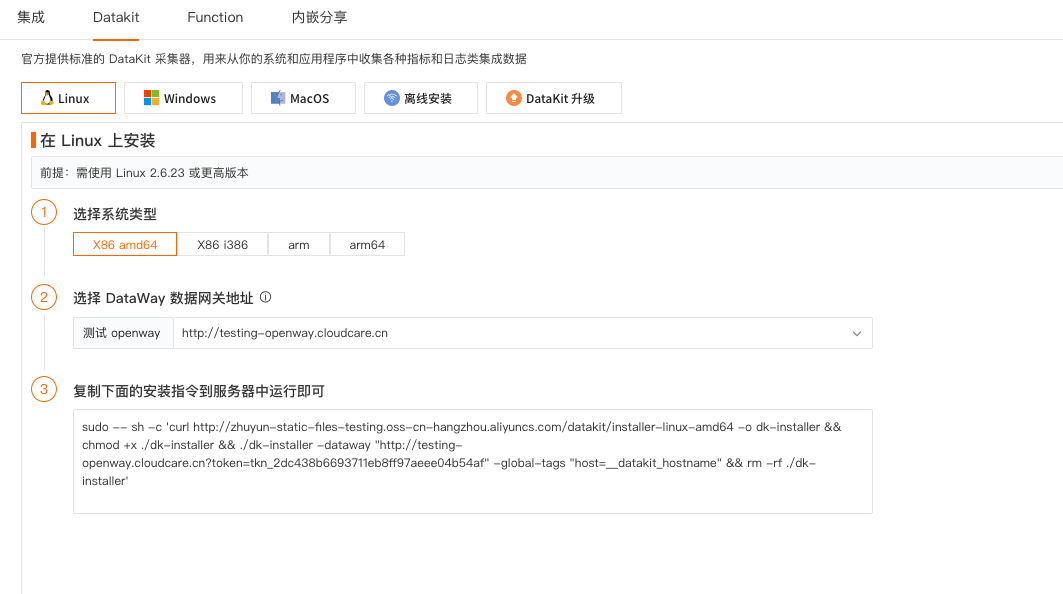 集成 Datakit Function 内嵌分享
官方提供标准的 DataKit 采集器，用来从你的系统和应用程序中收集各种指标和日志类集成数据
Linux Windows MacOS 离线安装 DataKit 升级
在 Linux 上安装
前提：需使用 Linux 2.6.23 或更高版本
1 选择系统类型
X86 amd64 X86 i386 arm arm64
2 选择 DataWay 数据网关地址
测试 openway http://testing-openway.cloudcare.cn
3 复制下面的安装指令到服务器中运行即可
sudo -- sh -c 'curl http://zhuyun-static-files-testing.oss-cn-hangzhou.aliyuncs.com/datakit/installer-linux-amd64 -o dk-installer &&
chmod +x ./dk-installer && ./dk-installer -dataway "http://testing-
openway.cloudcare.cn?token=tkn_2dc438b6693711eb8ff97aeee04b54af" -global-tags "host=__datakit_hostname" && rm -rf ./dk-
installer'